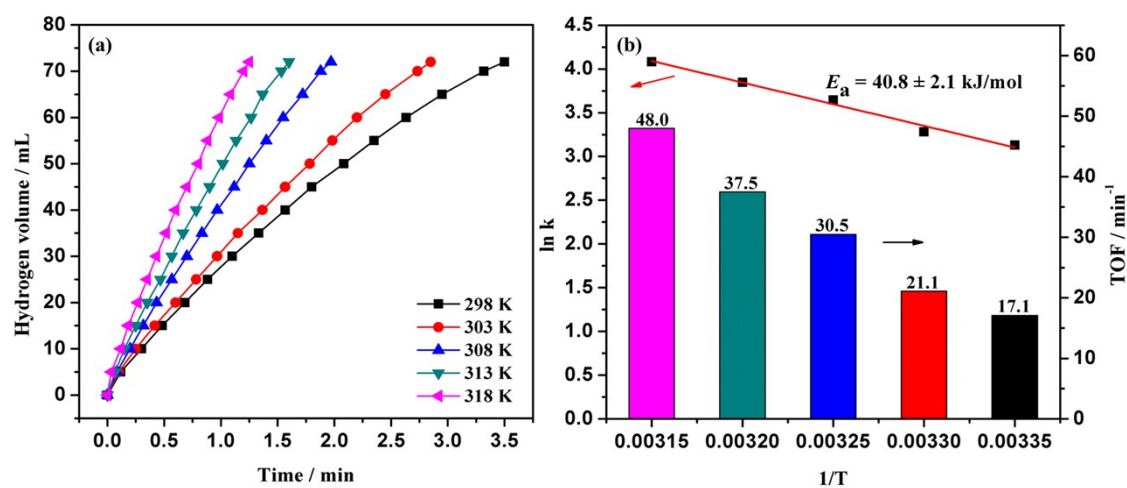 (a)
Hydrogen volume / mL
80
70
60
50
40
30
20
10
0
298 K
303 K
308 K
313 K
318 K
0.0 0.5 1.0 1.5 2.0 2.5 3.0 3.5
Time / min
(b)
ln k
4.5
4.0
3.5
3.0
2.5
2.0
1.5
1.0
0.5
0.0
Ea = 40.8 ± 2.1 kJ/mol
48.0
37.5
30.5
21.1
17.1
70
60
50
40
30
20
10
0
TOF / min⁻¹
0.00315 0.00320 0.00325 0.00330 0.00335
1/T